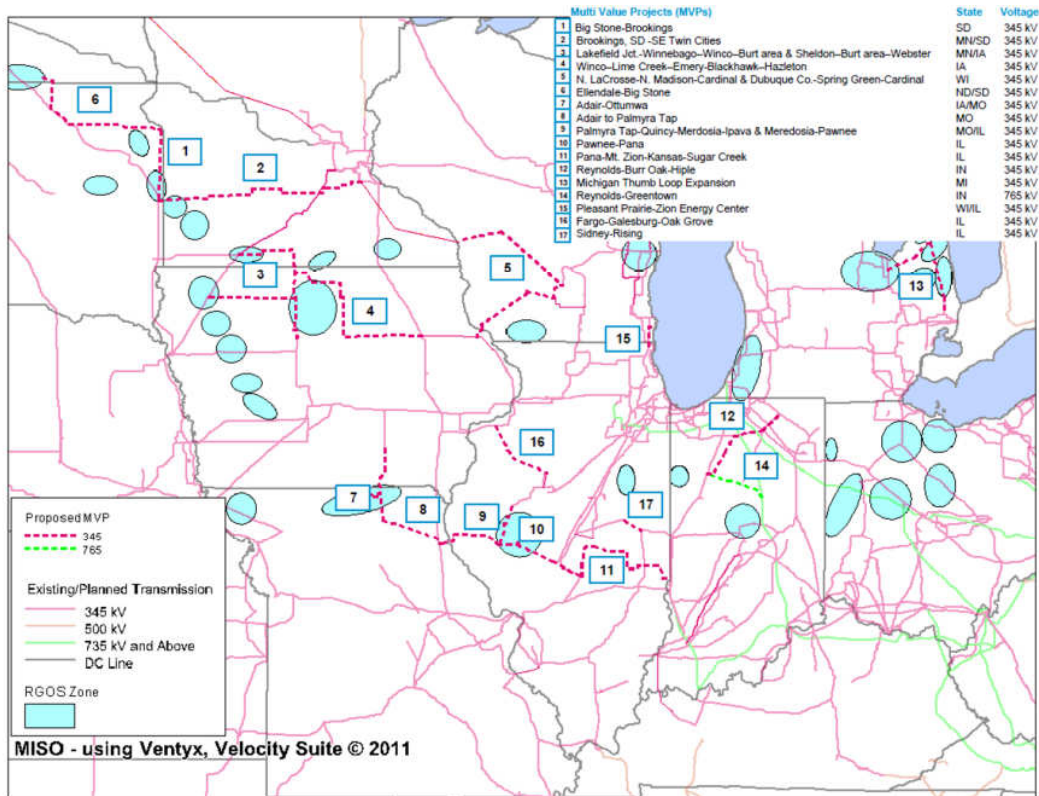 Multi Value Projects (MVPs) State Voltage
1 Big Stone-Brookings SD 345 kV
2 Brookings, SD -SE Twin Cities MN/SD 345 kV
3 Lakefield Jct.-Winnebago–Winco–Burt area & Sheldon–Burt area–Webster MN/IA 345 kV
4 Winco–Lime Creek–Emery-Blackhawk–Hazleton IA 345 kV
5 N. LaCrosse-N. Madison-Cardinal & Dubuque Co.-Spring Green-Cardinal WI 345 kV
6 Ellendale-Big Stone ND/SD 345 kV
7 Adair-Ottumwa IA/MO 345 kV
8 Adair to Palmyra Tap MO 345 kV
9 Palmyra Tap-Quincy-Merdosia-Ipava & Meredosia-Pawnee MO/IL 345 kV
10 Pawnee-Pana IL 345 kV
11 Pana-Mt. Zion-Kansas-Sugar Creek IL 345 kV
12 Reynolds-Burr Oak-Hiple IN 345 kV
13 Michigan Thumb Loop Expansion MI 345 kV
14 Reynolds-Greentown IN 765 kV
15 Pleasant Prairie-Zion Energy Center WI/IL 345 kV
16 Fargo-Galesburg-Oak Grove IL 345 kV
17 Sidney-Rising IL 345 kV
6
1
2
3
5
13
4
15
12
16
14
7
17
8
9
10
11
Proposed MVP
345
765
Existing/Planned Transmission
345 kV
500 kV
735 kV and Above
DC Line
RGOS Zone
MISO - using Ventyx, Velocity Suite © 2011